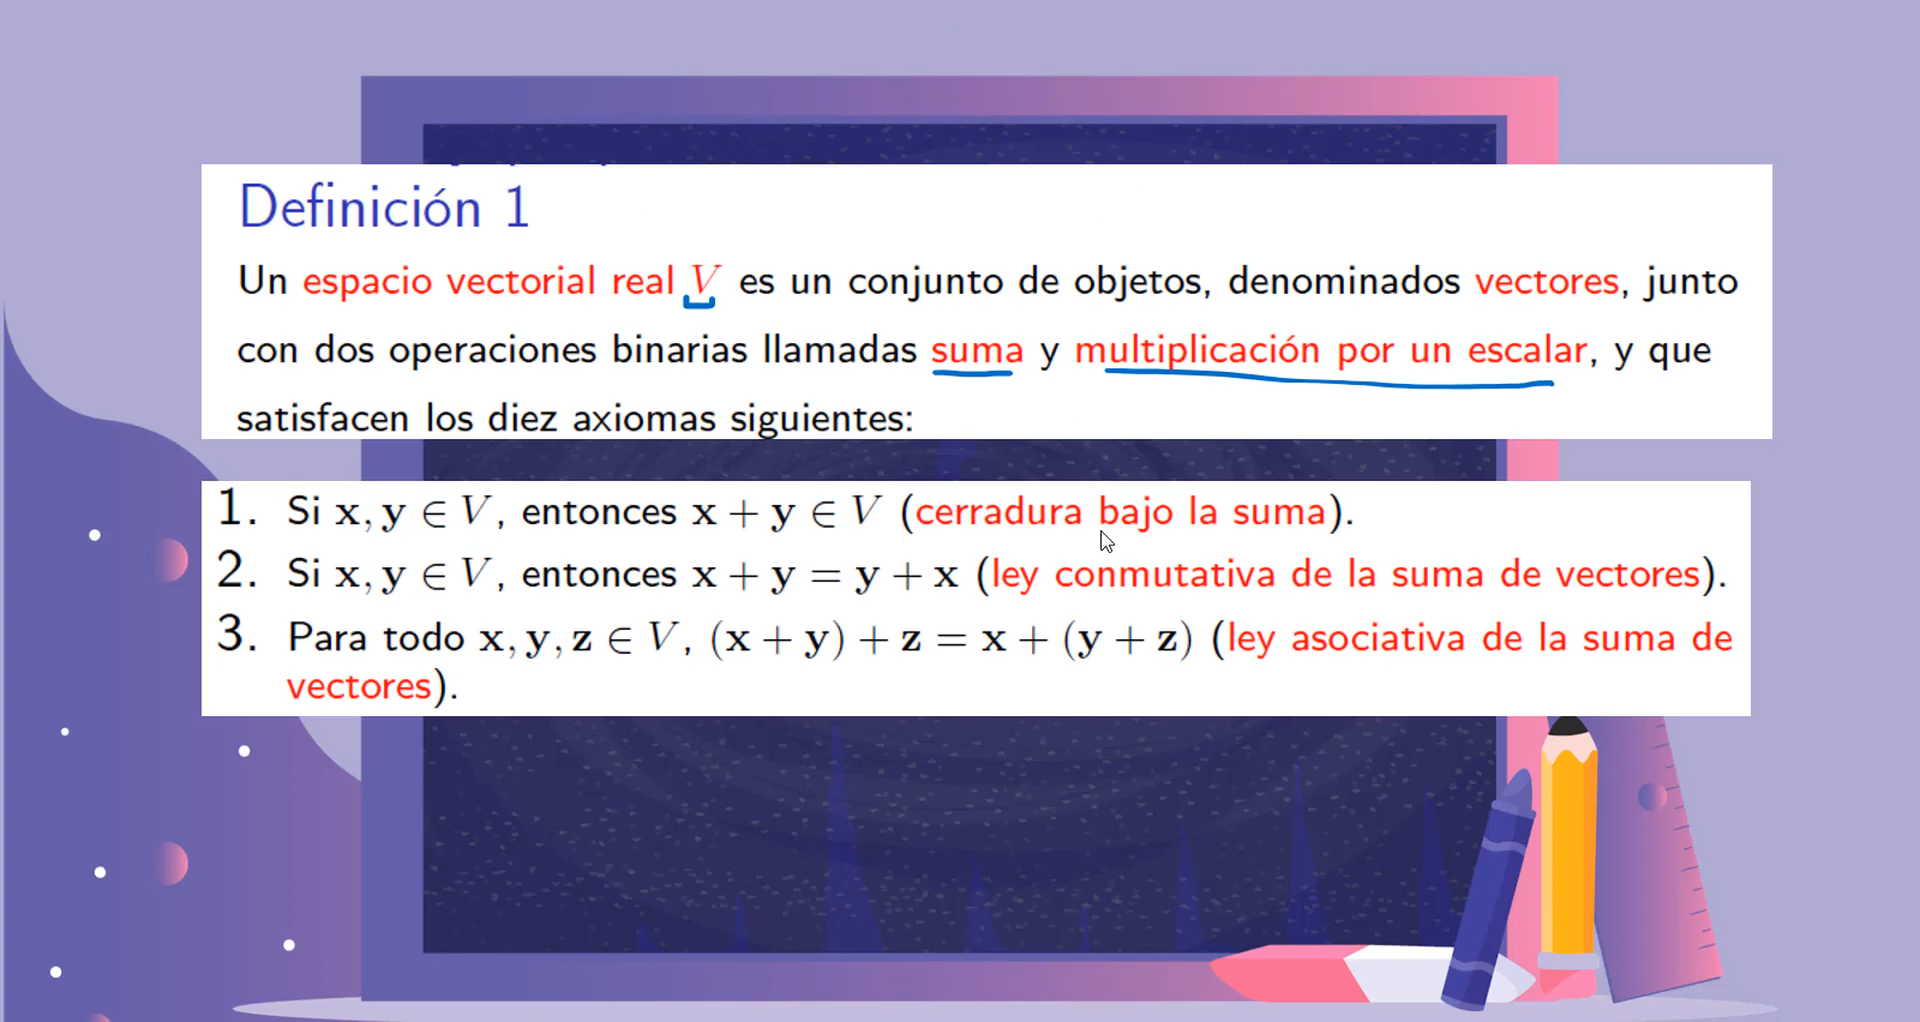 Definición 1
Un espacio vectorial real V es un conjunto de objetos, denominados vectores, junto
con dos operaciones binarias llamadas suma y multiplicación por un escalar, y que
satisfacen los diez axiomas siguientes:
1. Si x, y ∈ V, entonces x + y ∈ V (cerradura bajo la suma).
2. Si x, y ∈ V, entonces x + y = y + x (ley conmutativa de la suma de vectores).
3. Para todo x, y, z ∈ V, (x + y) + z = x + (y + z) (ley asociativa de la suma de
vectores).